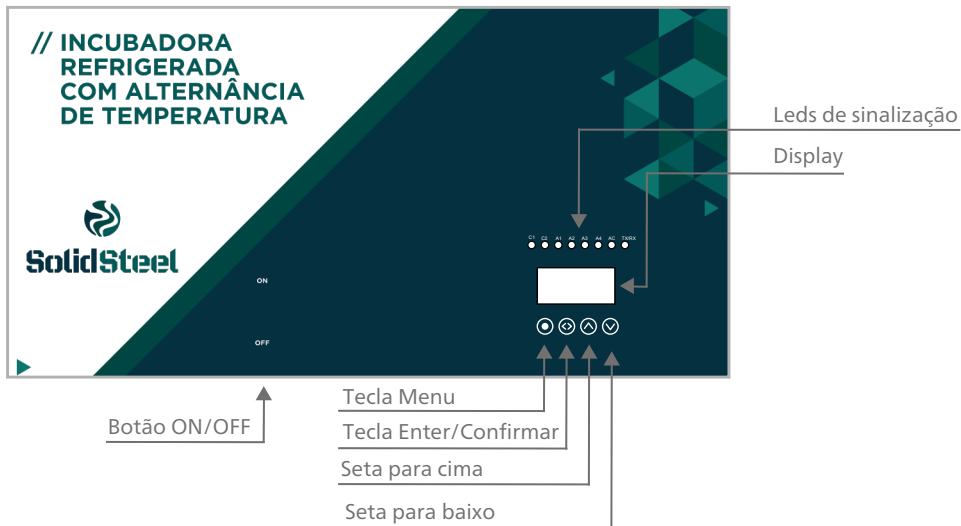 // INCUBADORA
REFRIGERADA
COM ALTERNÂNCIA
DE TEMPERATURA
Leds de sinalização
Display
SolidSteel
C1 C2 A1 A2 A3 A4 AC TX/RX
ON
OFF
Botão ON/OFF
Tecla Menu
Tecla Enter/Confirmar
Seta para cima
Seta para baixo